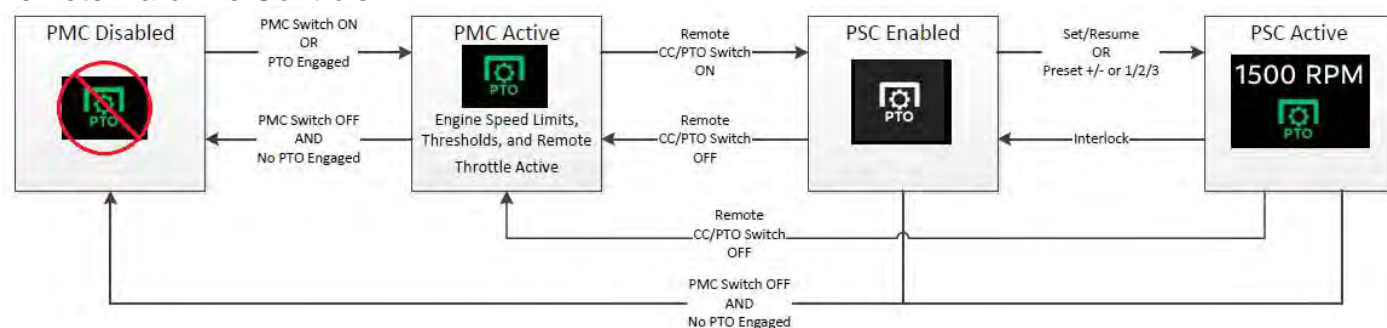 PMC Disabled
PTO
PMC Switch ON
OR
PTO Engaged
PMC Switch OFF
AND
No PTO Engaged
PMC Active
PTO
Engine Speed Limits,
Thresholds, and Remote
Throttle Active
Remote
CC/PTO Switch
ON
Remote
CC/PTO Switch
OFF
PSC Enabled
PTO
Set/Resume
OR
Preset +/- or 1/2/3
Interlock
PSC Active
1500 RPM
PTO
Remote
CC/PTO Switch
OFF
PMC Switch OFF
AND
No PTO Engaged